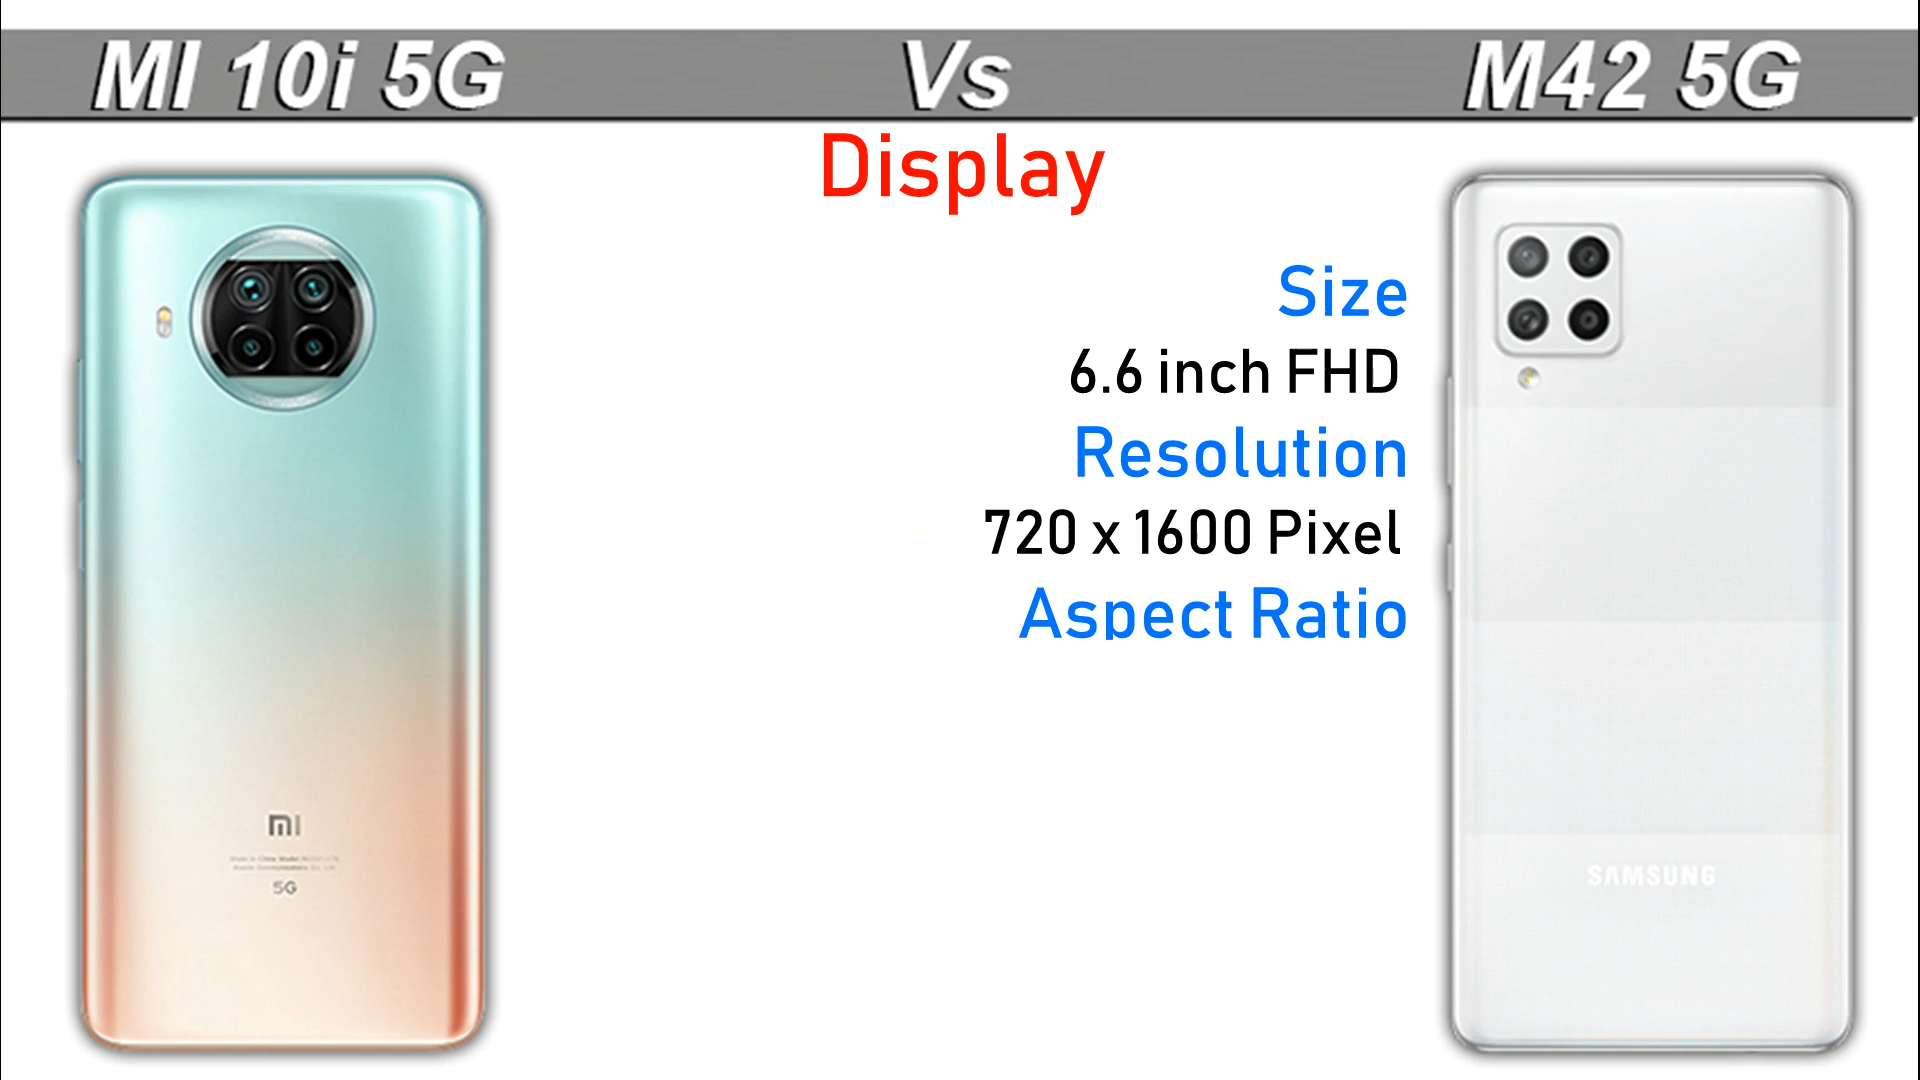 MI 10i 5G Vs M42 5G
Display
Size
6.6 inch FHD
Resolution
720 x 1600 Pixel
Aspect Ratio
MI
5G
SAMSUNG